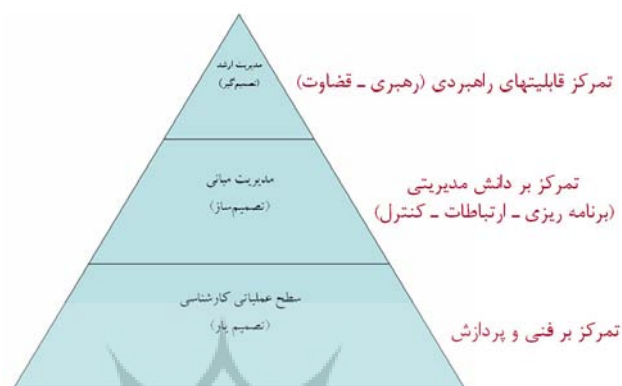 مدیریت ارشد
(تصمیم‌گیر)
تمرکز قابلیتهای راهبردی (رهبری ـ قضاوت)
مدیریت میانی
(تصمیم‌ساز)
تمرکز بر دانش مدیریتی
(برنامه ریزی ـ ارتباطات ـ کنترل)
سطح عملیاتی کارشناسی
(تصمیم یار)
تمرکز بر فنی و پردازش